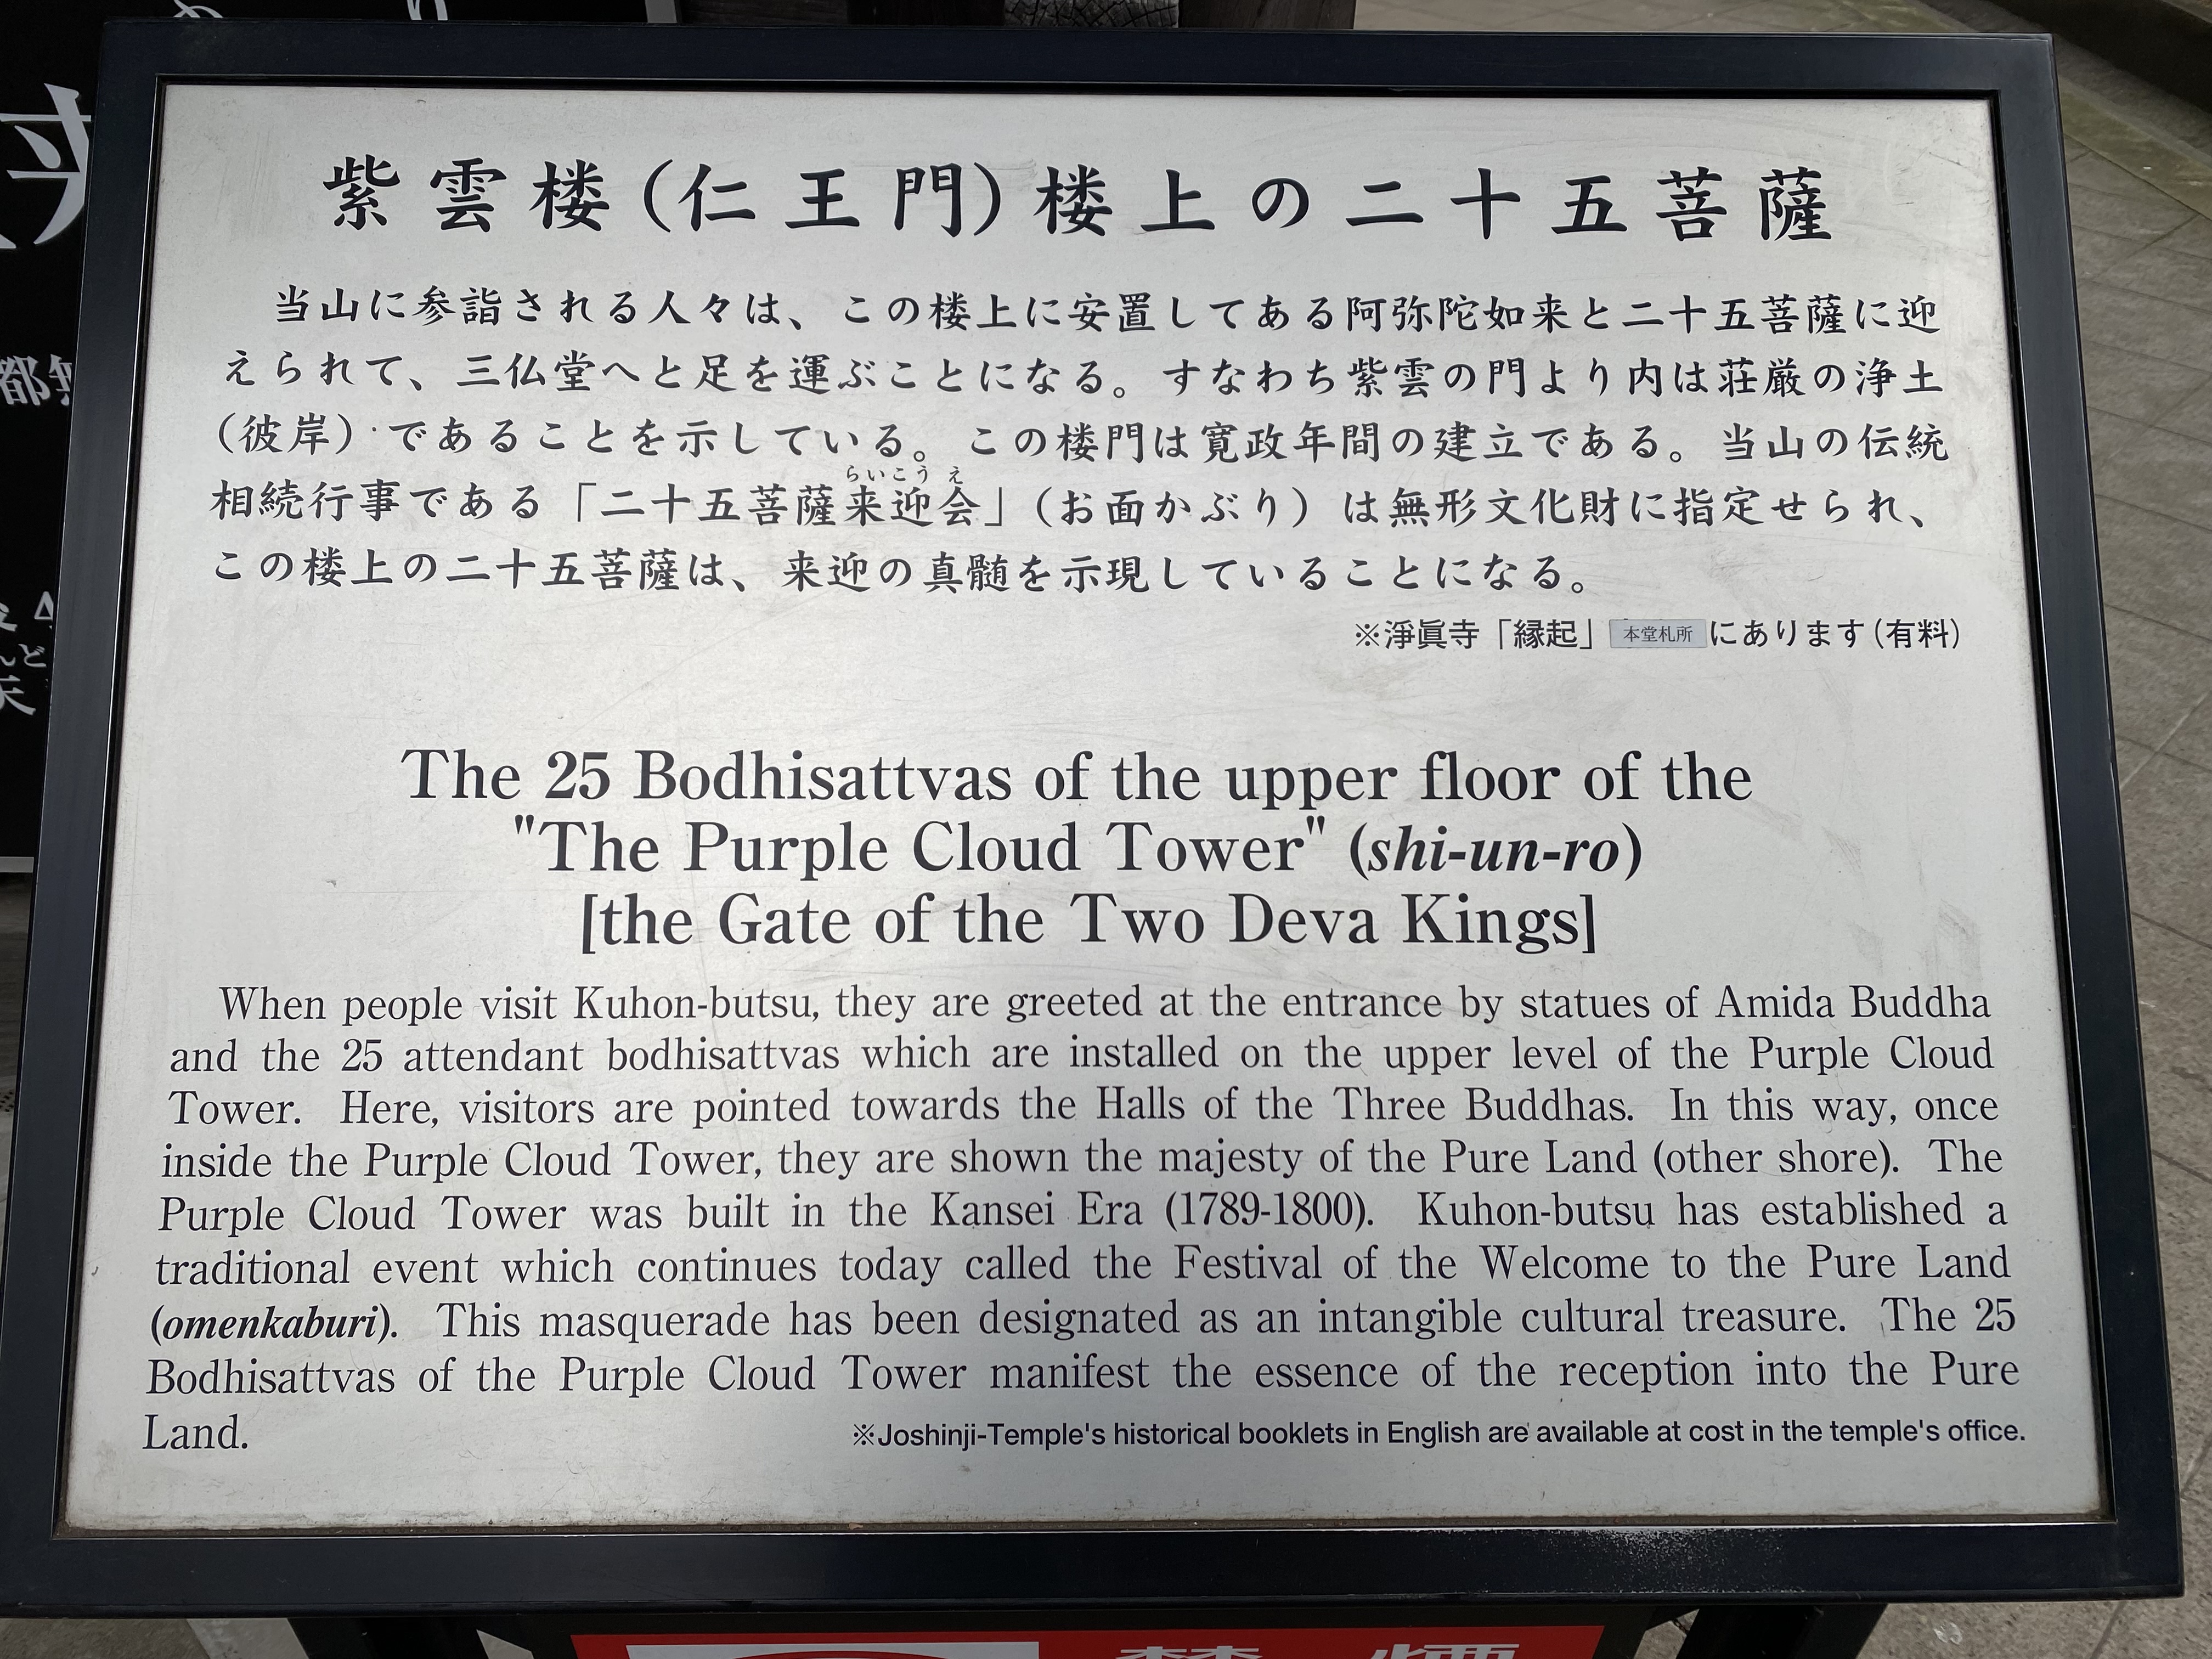 紫雲楼(仁王門)楼上の二十五菩薩
当山に参詣される人々は、この楼上に安置してある阿弥陀如来と二十五菩薩に迎
えられて、三仏堂へと足を運ぶことになる。すなわち紫雲の門より内は荘厳の浄土
(彼岸)であることを示している。この楼門は寛政年間の建立である。当山の伝統
らいこうえ
相続行事である「二十五菩薩来迎会」(お面かぶり)は無形文化財に指定せられ、
この楼上の二十五菩薩は、来迎の真髄を示現していることになる。
※淨眞寺「縁起」本堂札所にあります(有料)
The 25 Bodhisattvas of the upper floor of the
"The Purple Cloud Tower" (shi-un-ro)
[the Gate of the Two Deva Kings]
When people visit Kuhon-butsu, they are greeted at the entrance by statues of Amida Buddha
and the 25 attendant bodhisattvas which are installed on the upper level of the Purple Cloud
Tower. Here, visitors are pointed towards the Halls of the Three Buddhas. In this way, once
inside the Purple Cloud Tower, they are shown the majesty of the Pure Land (other shore). The
Purple Cloud Tower was built in the Kansei Era (1789-1800). Kuhon-butsu has established a
traditional event which continues today called the Festival of the Welcome to the Pure Land
(omenkaburi). This masquerade has been designated as an intangible cultural treasure. The 25
Bodhisattvas of the Purple Cloud Tower manifest the essence of the reception into the Pure
Land.
※Joshinji-Temple's historical booklets in English are available at cost in the temple's office.